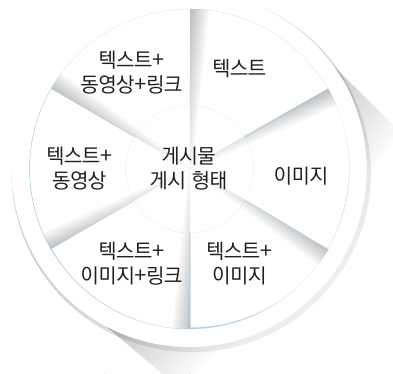 텍스트+
동영상+링크
텍스트
텍스트+
동영상
게시물
게시 형태
이미지
텍스트+
이미지+링크
텍스트+
이미지